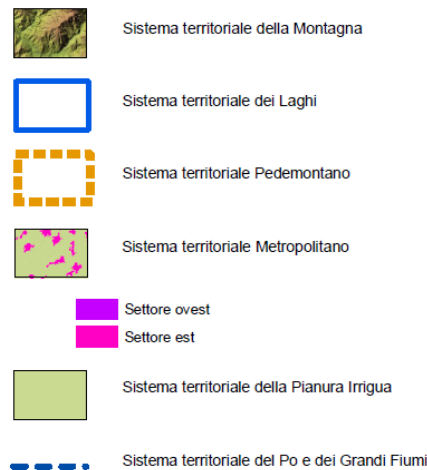 Sistema territoriale della Montagna
Sistema territoriale dei Laghi
Sistema territoriale Pedemontano
Sistema territoriale Metropolitano
Settore ovest
Settore est
Sistema territoriale della Pianura Irrigua
Sistema territoriale del Po e dei Grandi Fiumi